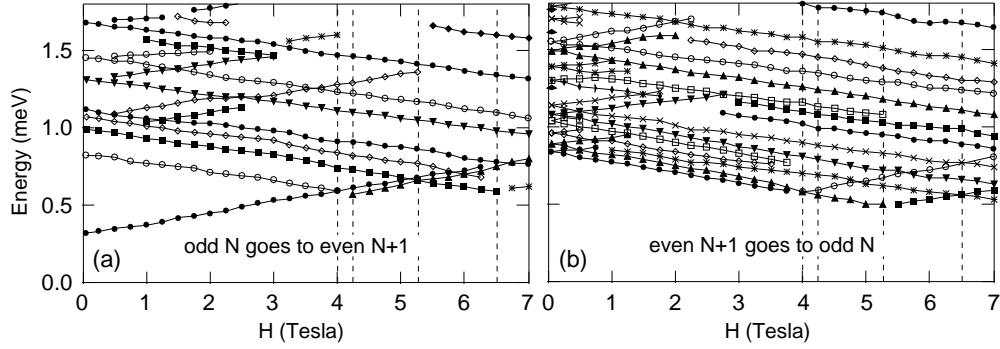 1.5
1.0
0.5
0.0
Energy (meV)
(a)
odd N goes to even N+1
0
1
2
3
4
5
6
7
H (Tesla)
(b)
even N+1 goes to odd N
0
1
2
3
4
5
6
7
H (Tesla)